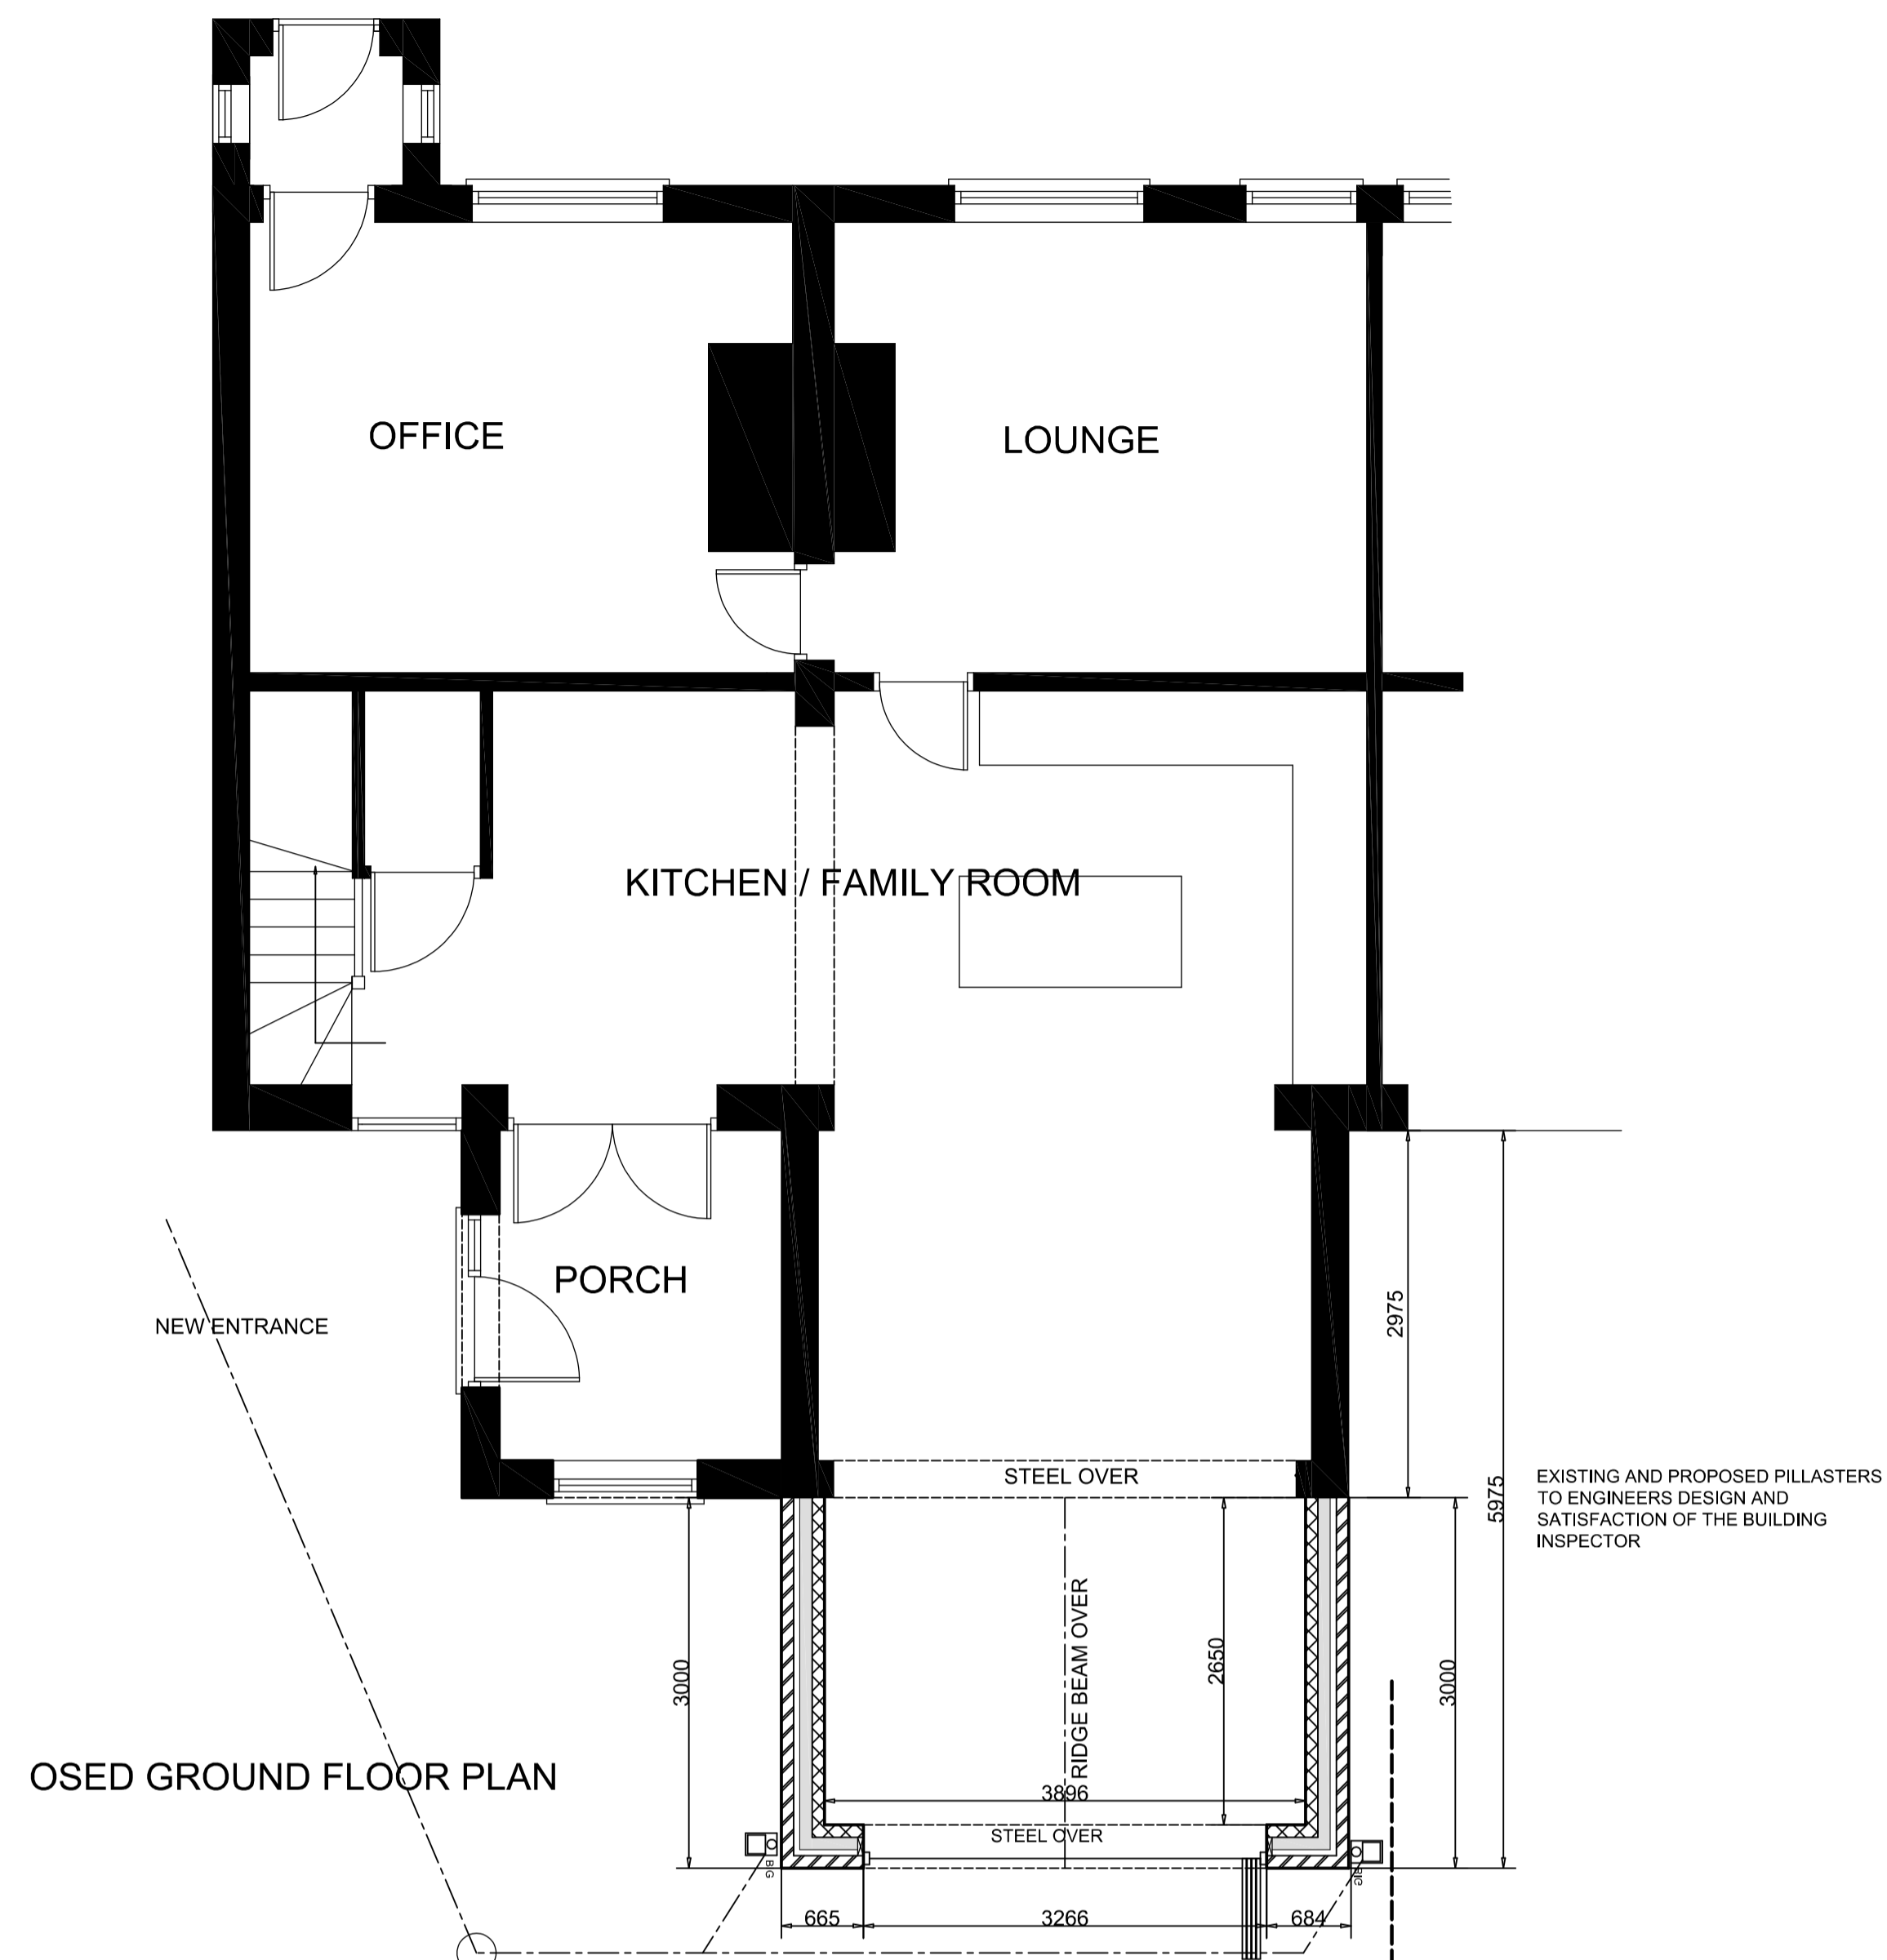 OFFICE
LOUNGE
KITCHEN / FAMILY ROOM
PORCH
NEW ENTRANCE
2975
STEEL OVER
5975
EXISTING AND PROPOSED PILLASTERS
TO ENGINEERS DESIGN AND
SATISFACTION OF THE BUILDING
INSPECTOR
3000
RIDGE BEAM OVER
2650
3000
OSED GROUND FLOOR PLAN
3896
STEEL OVER
BIG
BIG
665
3266
684